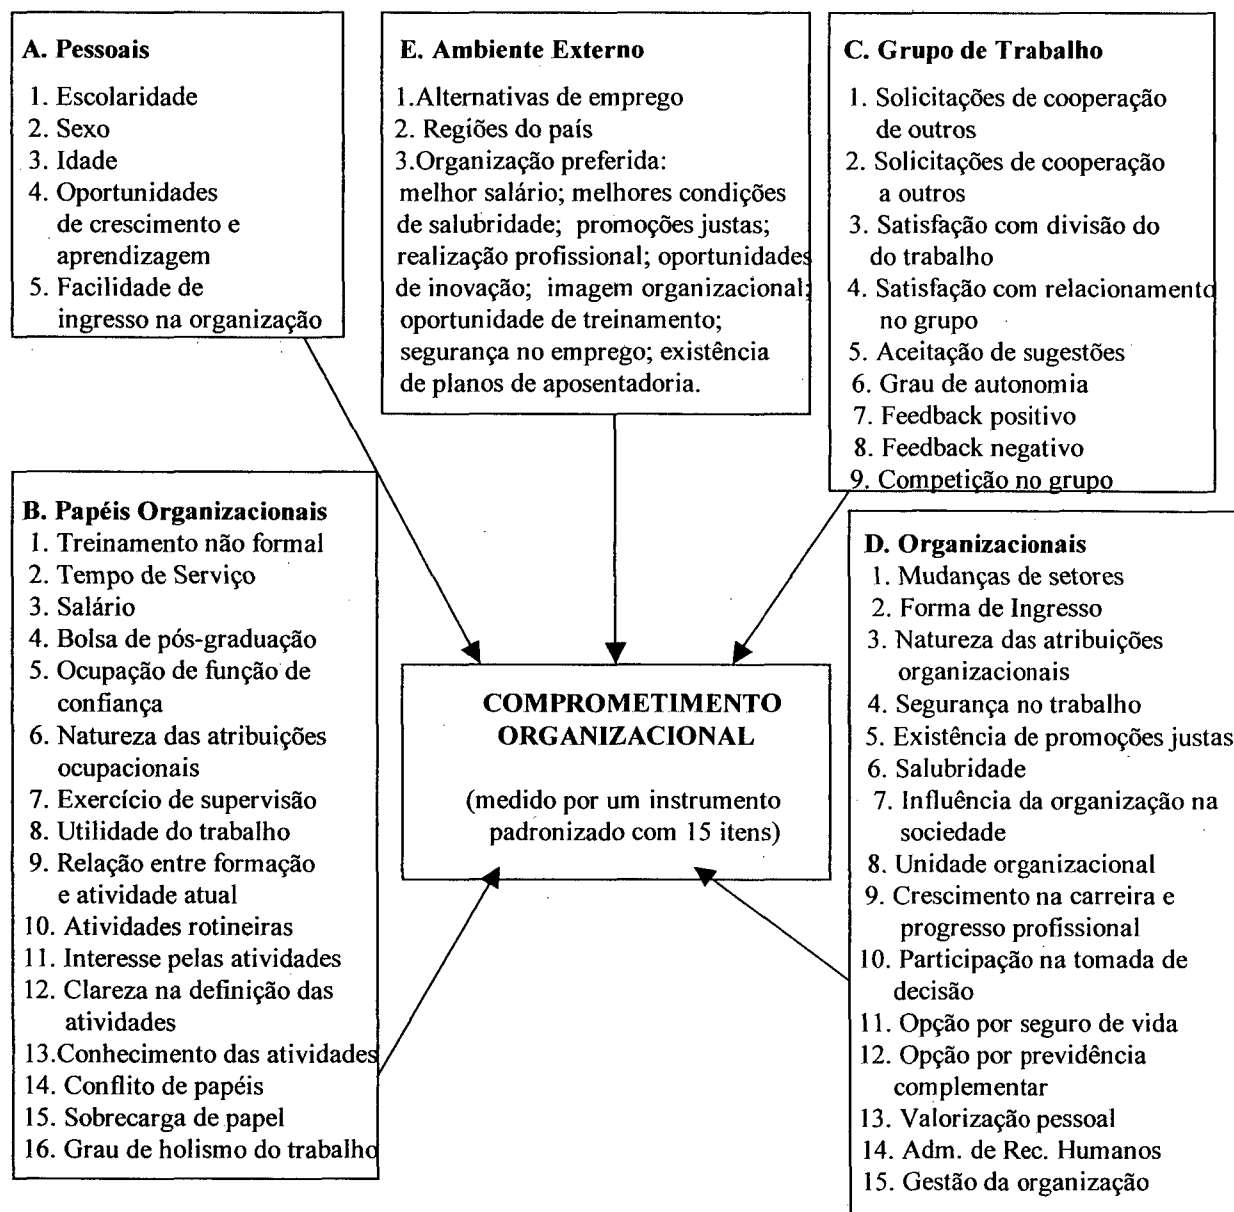 A. Pessoais
1. Escolaridade
2. Sexo
3. Idade
4. Oportunidades
de crescimento e
aprendizagem
5. Facilidade de
ingresso na organização
E. Ambiente Externo
1.Alternativas de emprego
2. Regiões do país
3.Organização preferida:
melhor salário; melhores condições
de salubridade; promoções justas;
realização profissional; oportunidades
de inovação; imagem organizacional;
oportunidade de treinamento;
segurança no emprego; existência
de planos de aposentadoria.
C. Grupo de Trabalho
1. Solicitações de cooperação
de outros
2. Solicitações de cooperação
a outros
3. Satisfação com divisão do
do trabalho
4. Satisfação com relacionamento
no grupo
5. Aceitação de sugestões
6. Grau de autonomia
7. Feedback positivo
8. Feedback negativo
9. Competição no grupo
B. Papéis Organizacionais
1. Treinamento não formal
2. Tempo de Serviço
3. Salário
4. Bolsa de pós-graduação
5. Ocupação de função de
confiança
6. Natureza das atribuições
ocupacionais
7. Exercício de supervisão
8. Utilidade do trabalho
9. Relação entre formação
e atividade atual
10. Atividades rotineiras
11. Interesse pelas atividades
12. Clareza na definição das
atividades
13.Conhecimento das atividades
14. Conflito de papéis
15. Sobrecarga de papel
16. Grau de holismo do trabalho
COMPROMETIMENTO
ORGANIZACIONAL
(medido por um instrumento
padronizado com 15 itens)
D. Organizacionais
1. Mudanças de setores
2. Forma de Ingresso
3. Natureza das atribuições
organizacionais
4. Segurança no trabalho
5. Existência de promoções justas
6. Salubridade
7. Influência da organização na
sociedade
8. Unidade organizacional
9. Crescimento na carreira e
progresso profissional
10. Participação na tomada de
decisão
11. Opção por seguro de vida
12. Opção por previdência
complementar
13. Valorização pessoal
14. Adm. de Rec. Humanos
15. Gestão da organização